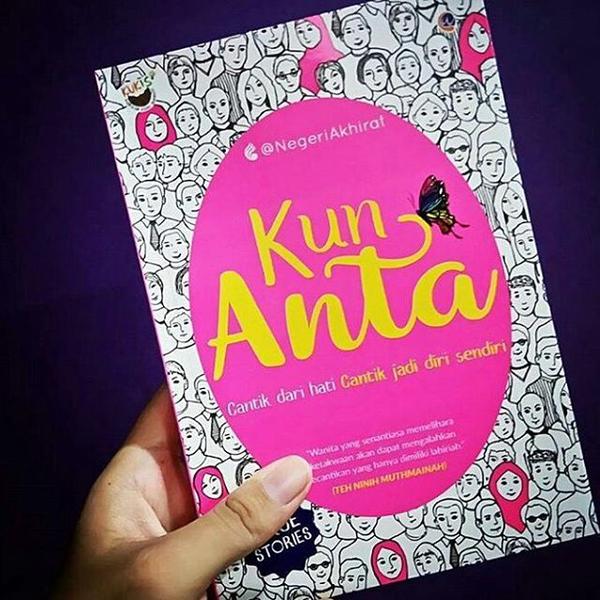 KUKIS
@NegeriAkhirat
Kun
Anta
Cantik dari hati Cantik jadi diri sendiri
"Wanita yang senantiasa memelihara
ketakwaan akan dapat mengalahkan
kecantikan yang hanya dimiliki lahiriah."
(TEH NINIH MUTHMAINAH)
STORIES